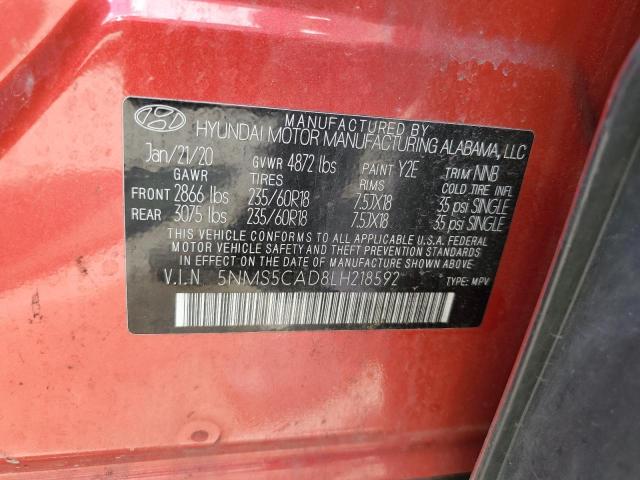 MANUFACTURED BY
HYUNDAI MOTOR MANUFACTURING ALABAMA, LLC
Jan/21/20 GVWR 4872 lbs PAINT Y2E TRIM NNB
GAWR TIRES RIMS COLD TIRE INFL
FRONT 2866 lbs 235/60R18 7.5JX18 35 psi SINGLE
REAR 3075 lbs 235/60R18 7.5JX18 35 psi SINGLE
THIS VEHICLE CONFORMS TO ALL APPLICABLE U.S.A. FEDERAL
MOTOR VEHICLE SAFETY AND THEFT PREVENTION STANDARDS
IN EFFECT ON THE DATE OF MANUFACTURE SHOWN ABOVE.
V.I.N 5NMS5CAD8LH218592 TYPE: MPV